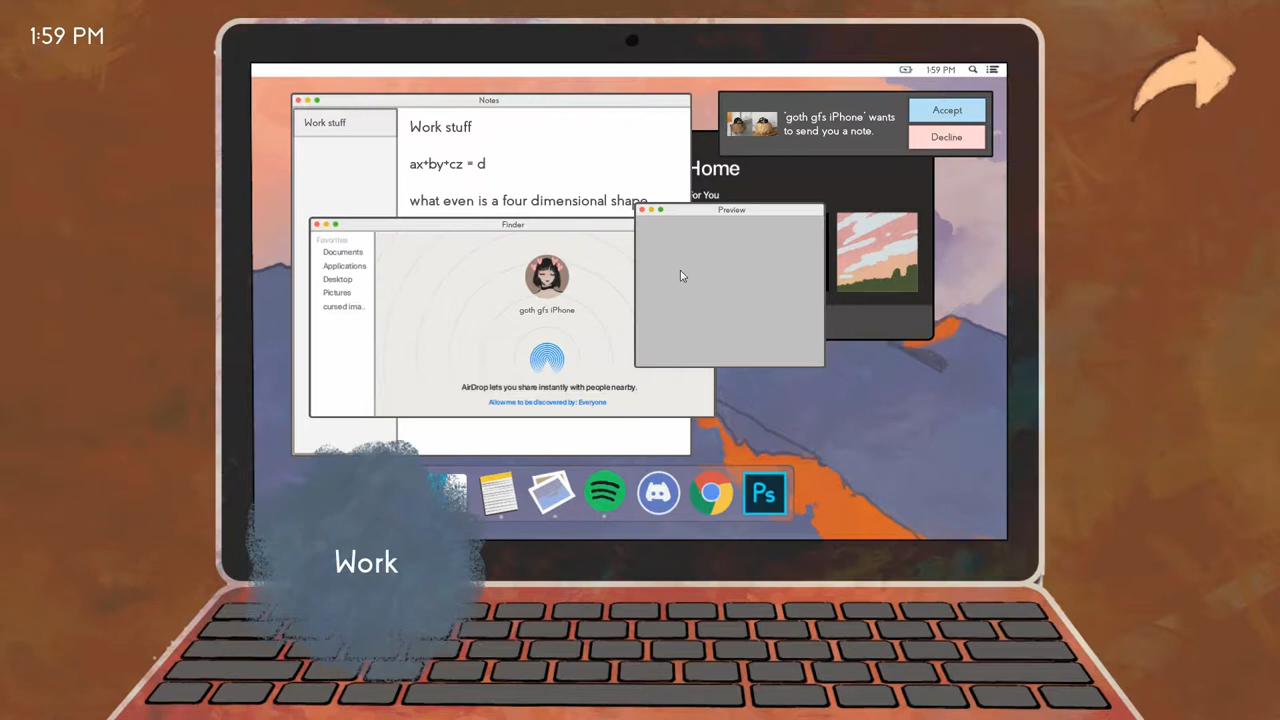 1:59 PM
1:59 PM
Notes
Work stuff
Work stuff
ax+by+cz = d
what even is a four dimensional shape
'goth gfs iPhone' wants
to send you a note.
Accept
Decline
Home
For You
Preview
Finder
Favorites
Documents
Applications
Desktop
Pictures
cursed ima..
goth gfs iPhone
AirDrop lets you share instantly with people nearby.
Allow me to be discovered by: Everyone
Ps
Work